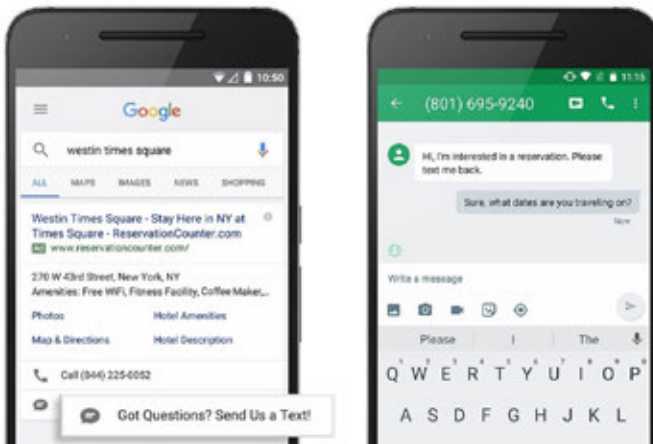 10:50
Google
westin times square
ALL MAPS IMAGES NEWS SHOPPING
Westin Times Square - Stay Here in NY at
Times Square - ReservationCounter.com
Ad www.reservationcounter.com/
270 W 43rd Street, New York, NY
Amenities: Free WiFi, Fitness Facility, Coffee Maker,...
Photos Hotel Amenities
Map & Directions Hotel Description
Call (844) 225-0052
Got Questions? Send Us a Text!
11:15
(801) 695-9240
Hi, I'm interested in a reservation. Please
text me back.
Sure, what dates are you traveling on?
Now
Write a message
Please I The
Q W E R T Y U I O P
A S D F G H J K L